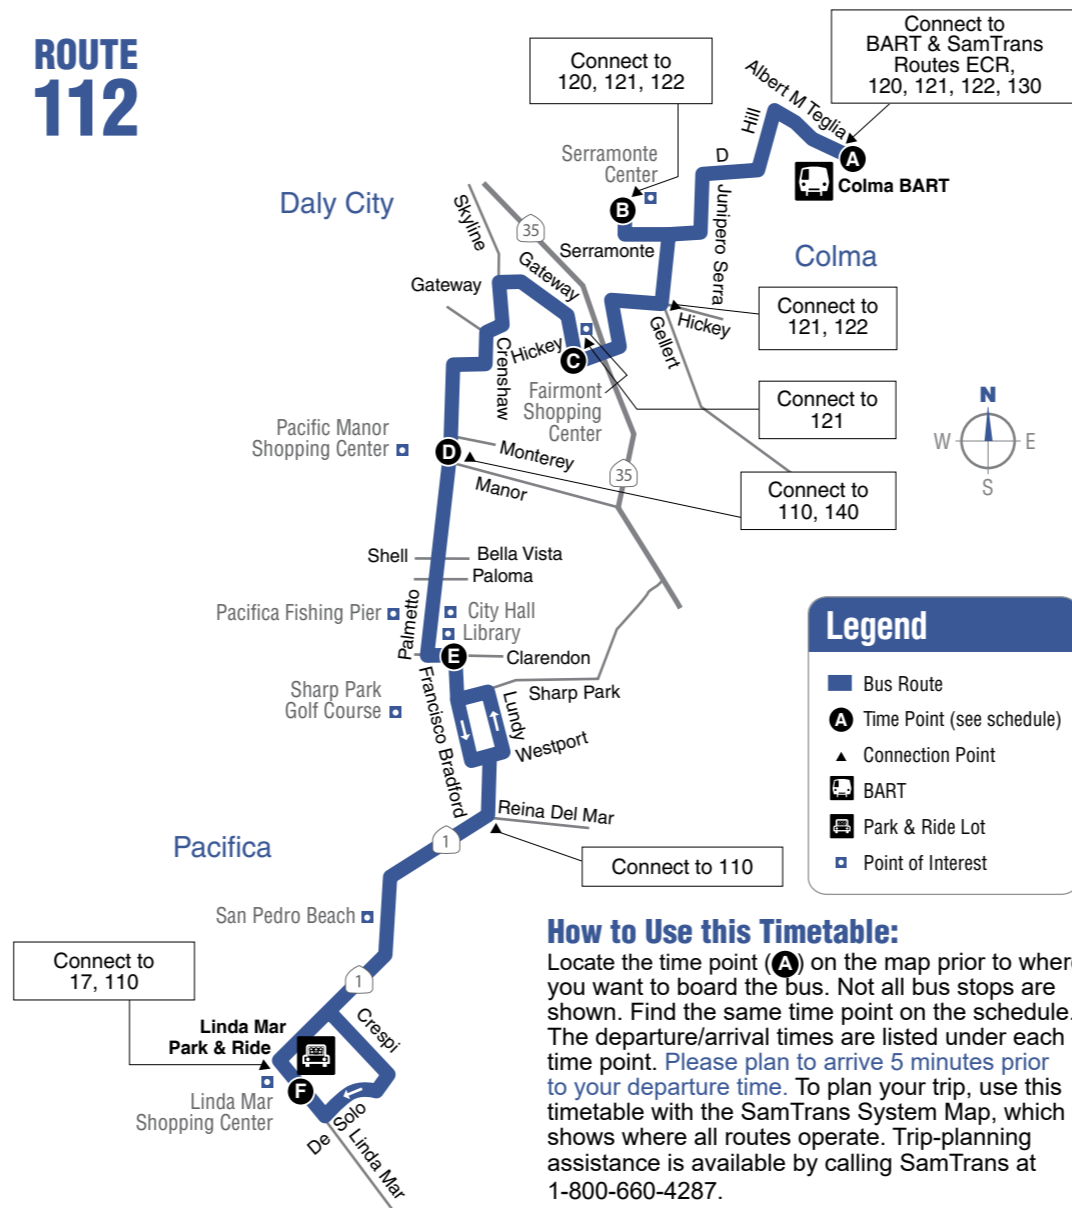 ROUTE
112
Connect to
120, 121, 122
Connect to
BART & SamTrans
Routes ECR,
120, 121, 122, 130
Albert M Teglia
Hill
D
A
Colma BART
Serramonte
Center
B
Junipero Serra
Daly City
Skyline
35
Gateway
Serramonte
Colma
Gateway
Connect to
121, 122
Hickey
Gellert
Crenshaw
Hickey
C
Fairmont
Shopping
Center
Connect to
121
N
W
E
S
Pacific Manor
Shopping Center
D
Monterey
Manor
35
Connect to
110, 140
Shell
Bella Vista
Paloma
Pacifica Fishing Pier
City Hall
Library
Palmetto
E
Clarendon
Sharp Park
Sharp Park
Golf Course
Francisco Bradford
Lundy
Westport
Reina Del Mar
1
Connect to 110
Pacifica
San Pedro Beach
Connect to
17, 110
1
Crespi
Linda Mar
Park & Ride
F
Linda Mar
Shopping Center
De Solo
Linda Mar
Legend
Bus Route
A Time Point (see schedule)
Connection Point
BART
Park & Ride Lot
Point of Interest
How to Use this Timetable:
Locate the time point (A) on the map prior to where
you want to board the bus. Not all bus stops are
shown. Find the same time point on the schedule.
The departure/arrival times are listed under each
time point. Please plan to arrive 5 minutes prior
to your departure time. To plan your trip, use this
timetable with the SamTrans System Map, which
shows where all routes operate. Trip-planning
assistance is available by calling SamTrans at
1-800-660-4287.